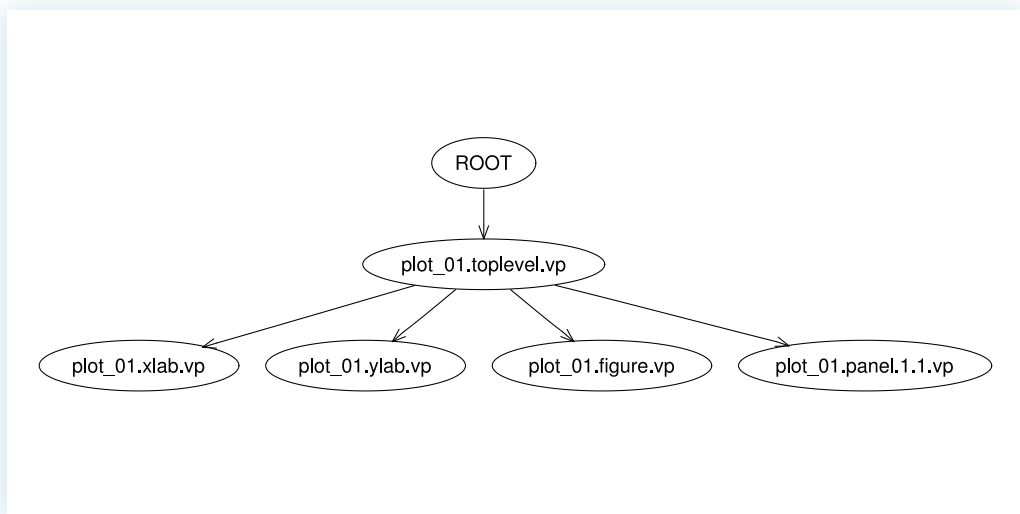 ROOT
plot_01.toplevel.vp
plot_01.xlab.vp
plot_01.ylab.vp
plot_01.figure.vp
plot_01.panel.1.1.vp